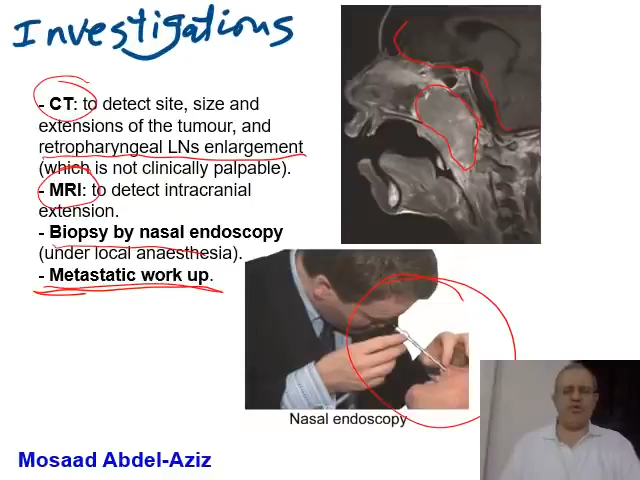 Investigations
- CT: to detect site, size and
extensions of the tumour, and
retropharyngeal LNs enlargement
(which is not clinically palpable).
- MRI: to detect intracranial
extension.
- Biopsy by nasal endoscopy
(under local anaesthesia).
- Metastatic work up.
Nasal endoscopy
Mosaad Abdel-Aziz